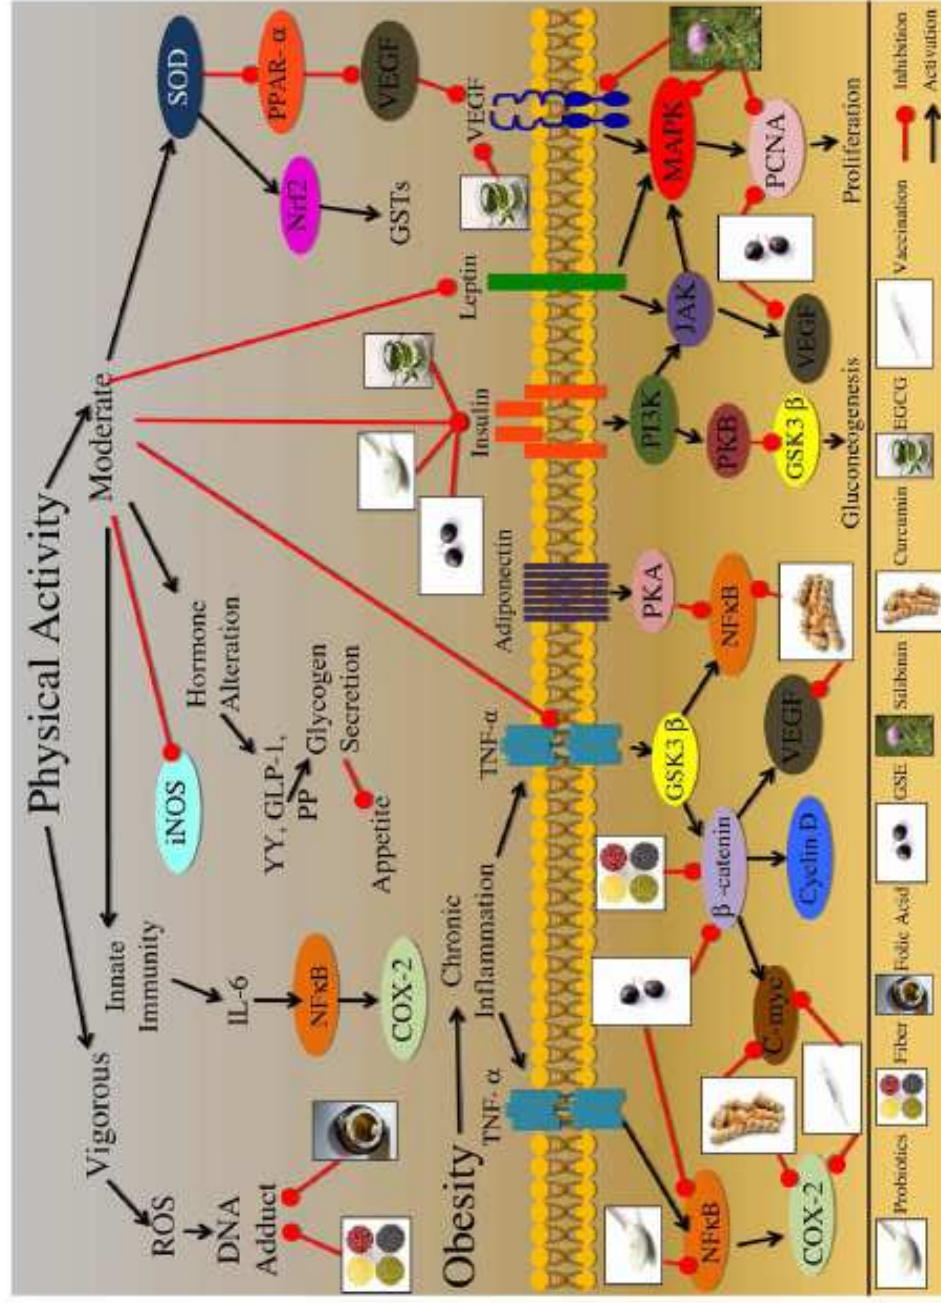 Physical Activity
Vigorous
Moderate
ROS
DNA
Adduct
Innate
Immunity
IL-6
NFκB
COX-2
iNOS
Hormone
Alteration
YY, GLP-1,
PP
Glycogen
Secretion
Appetite
SOD
Nrf2
GSTs
PPAR- α
VEGF
Obesity
Chronic
Inflammation
TNF- α
TNF-α
Adiponectin
Insulin
Leptin
VEGF
NFκB
COX-2
C-myc
β -catenin
Cyclin D
GSK3 β
VEGF
NFκB
PKA
PI3K
PKB
GSK3 β
Gluconeogenesis
JAK
VEGF
MAPK
PCNA
Proliferation
Probiotics
Fiber
Folic Acid
GSE
Silibinin
Curcumin
EGCG
Vaccination
Inhibition
Activation